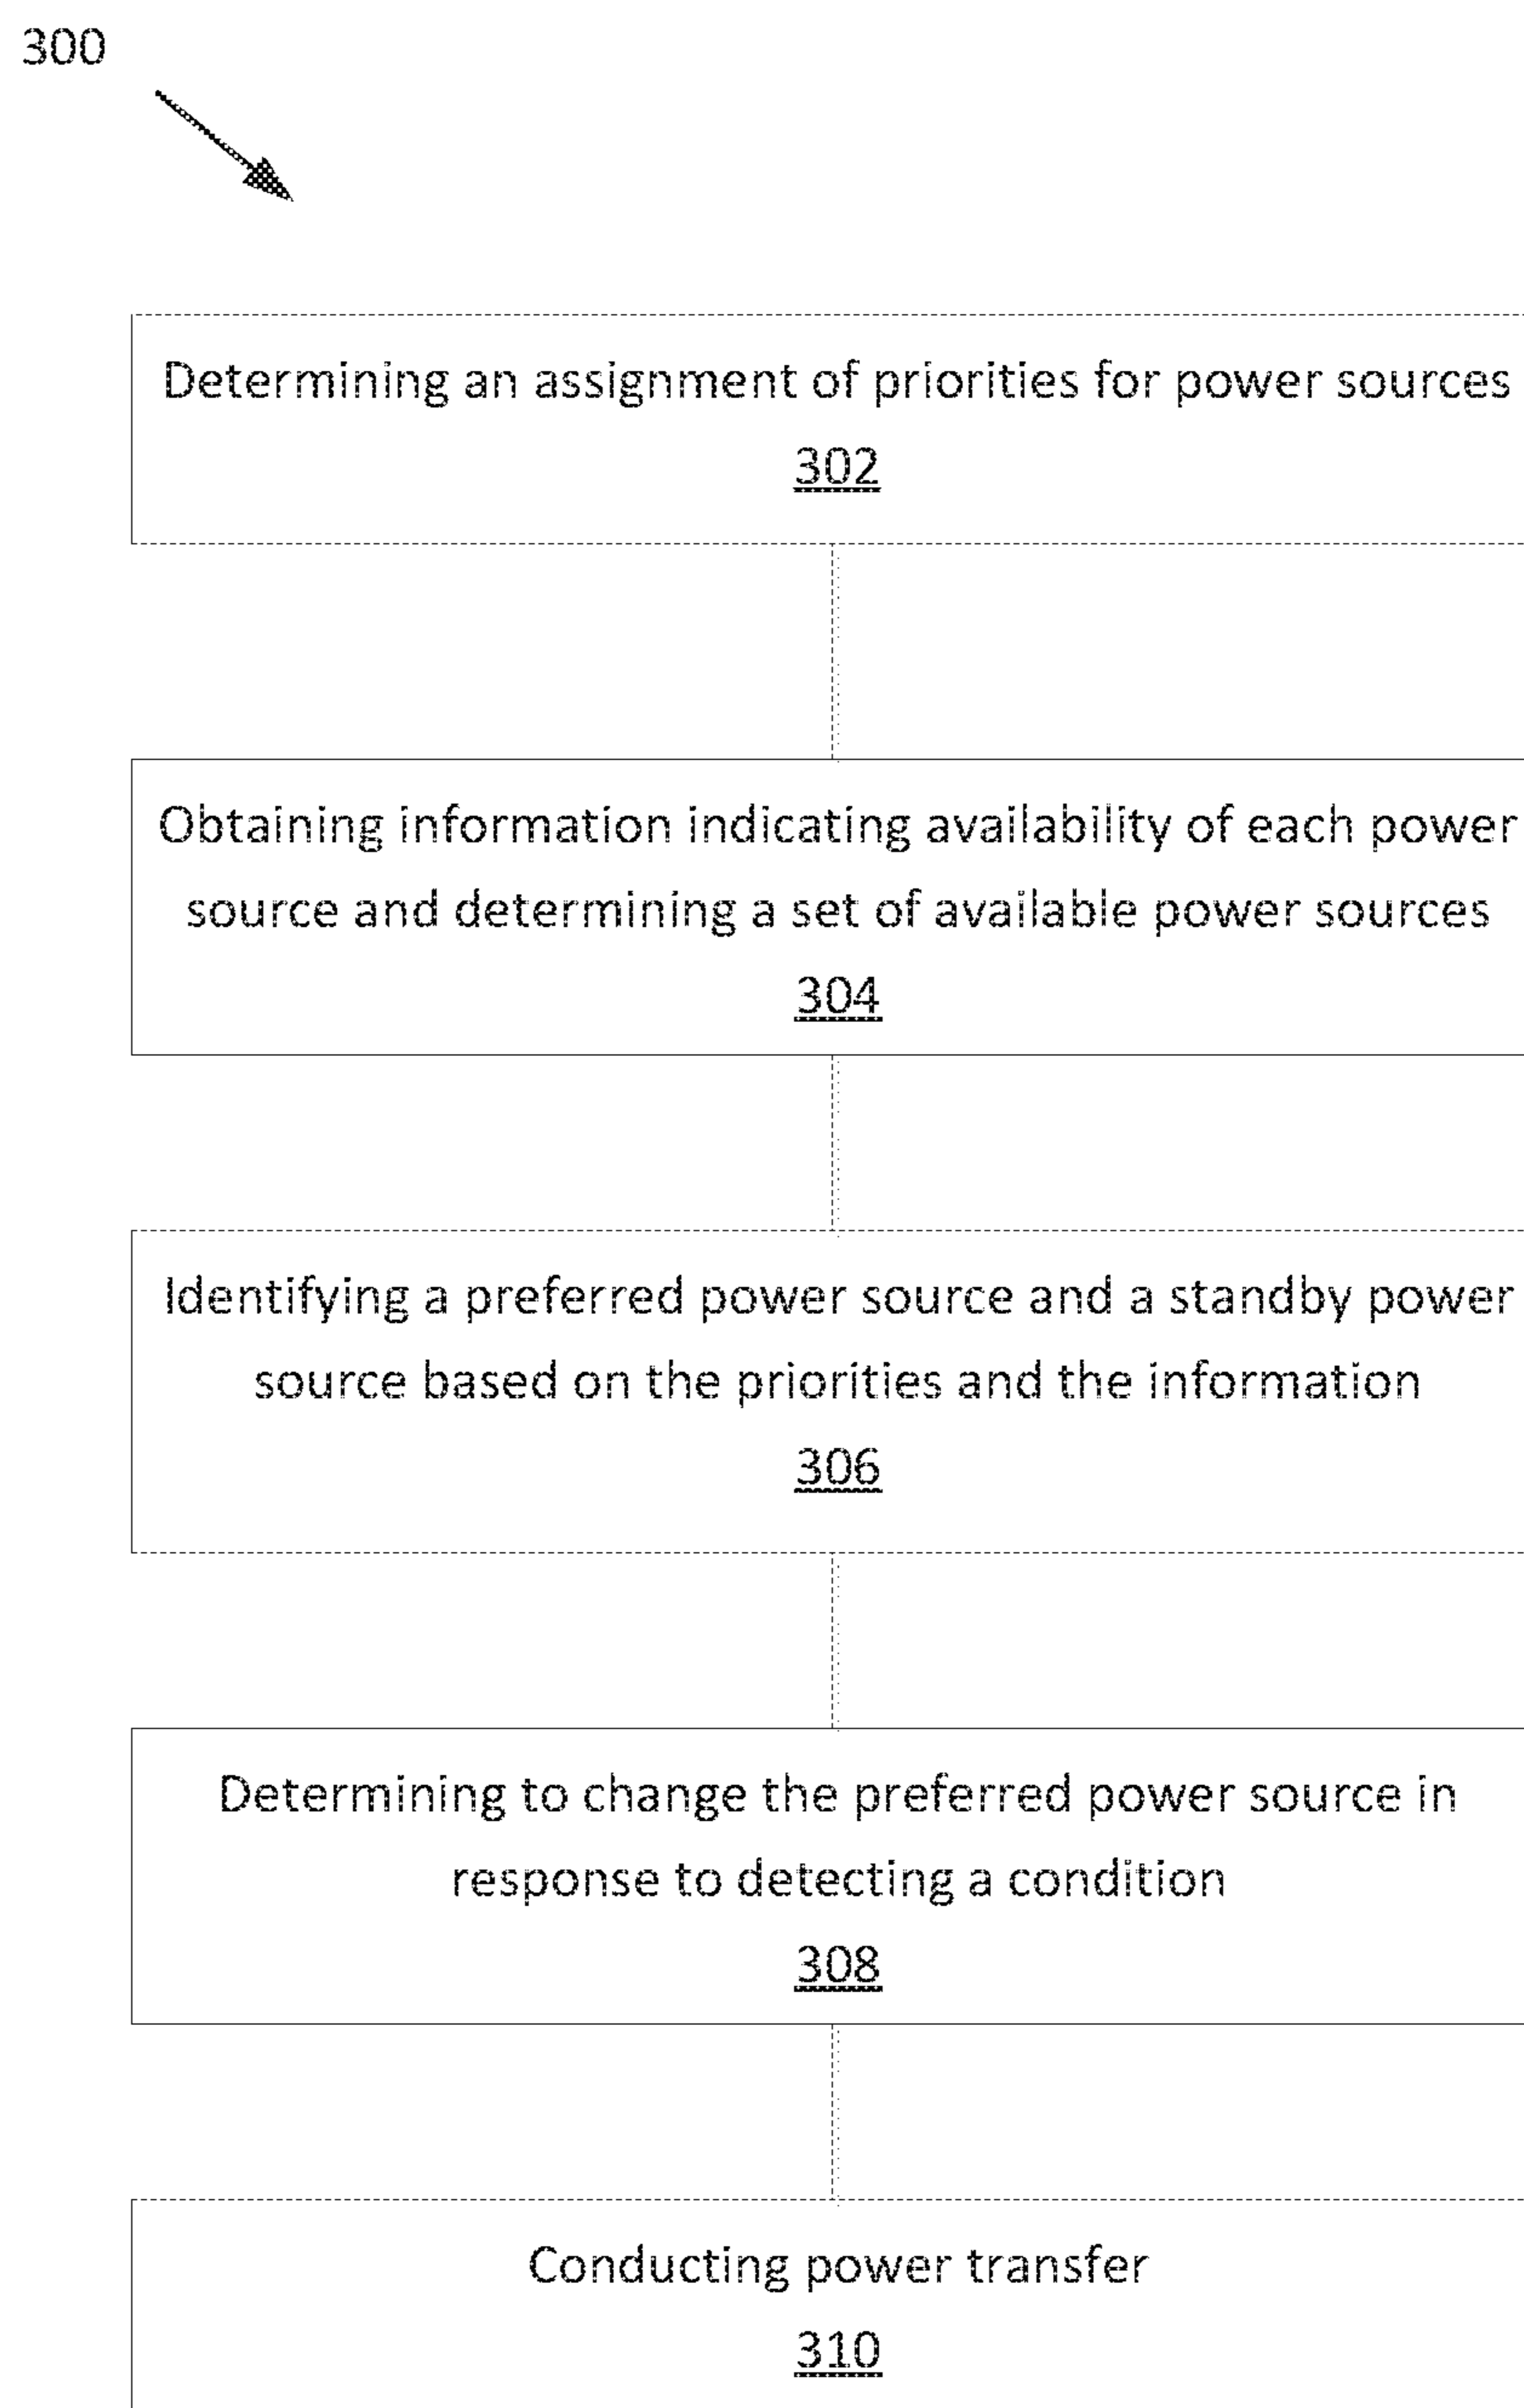 300
Determining an assignment of priorities for power sources
302
Obtaining information indicating availability of each power
source and determining a set of available power sources
304
Identifying a preferred power source and a standby power
source based on the priorities and the information
306
Determining to change the preferred power source in
response to detecting a condition
308
Conducting power transfer
310